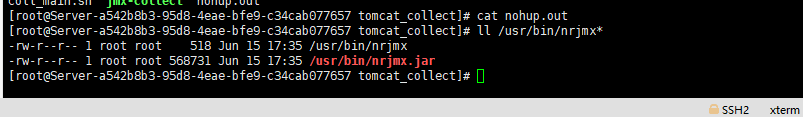 coll_main.sh jmx-collect nohup.out
[root@Server-a542b8b3-95d8-4eae-bfe9-c34cab077657 tomcat_collect]# cat nohup.out
[root@Server-a542b8b3-95d8-4eae-bfe9-c34cab077657 tomcat_collect]# ll /usr/bin/nrjmx*
-rw-r--r-- 1 root root    518 Jun 15 17:35 /usr/bin/nrjmx
-rw-r--r-- 1 root root 568731 Jun 15 17:35 /usr/bin/nrjmx.jar
[root@Server-a542b8b3-95d8-4eae-bfe9-c34cab077657 tomcat_collect]#
SSH2 xterm